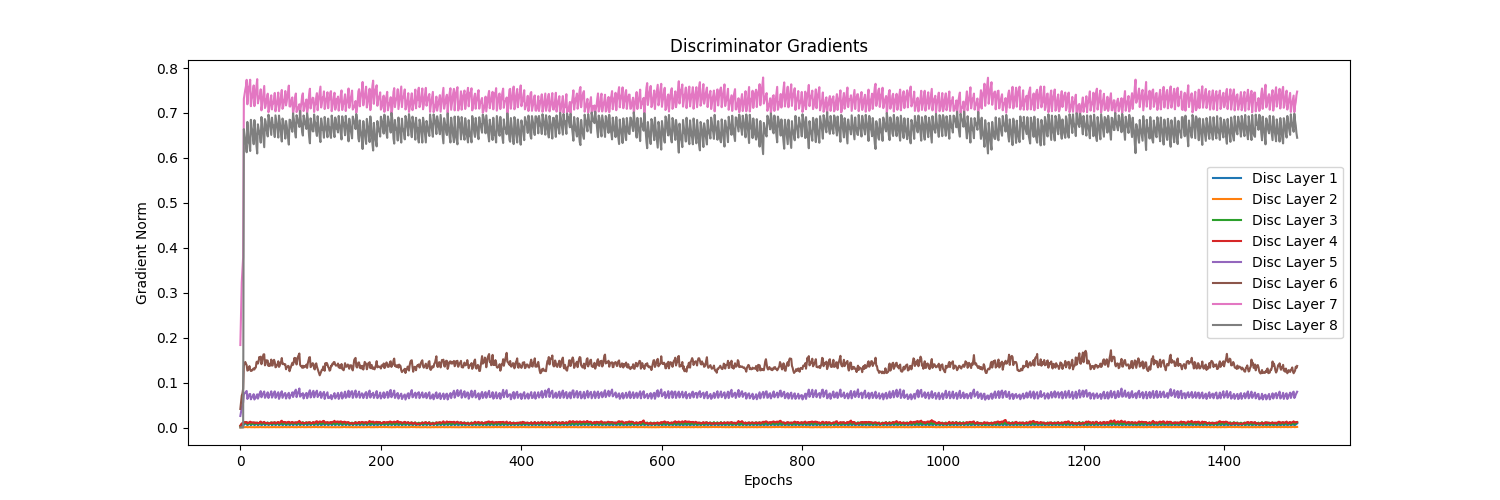 Discriminator Gradients
0.8
0.7
0.6
0.5
0.4
0.3
0.2
0.1
0.0
Gradient Norm
Disc Layer 1
Disc Layer 2
Disc Layer 3
Disc Layer 4
Disc Layer 5
Disc Layer 6
Disc Layer 7
Disc Layer 8
0 200 400 600 800 1000 1200 1400
Epochs